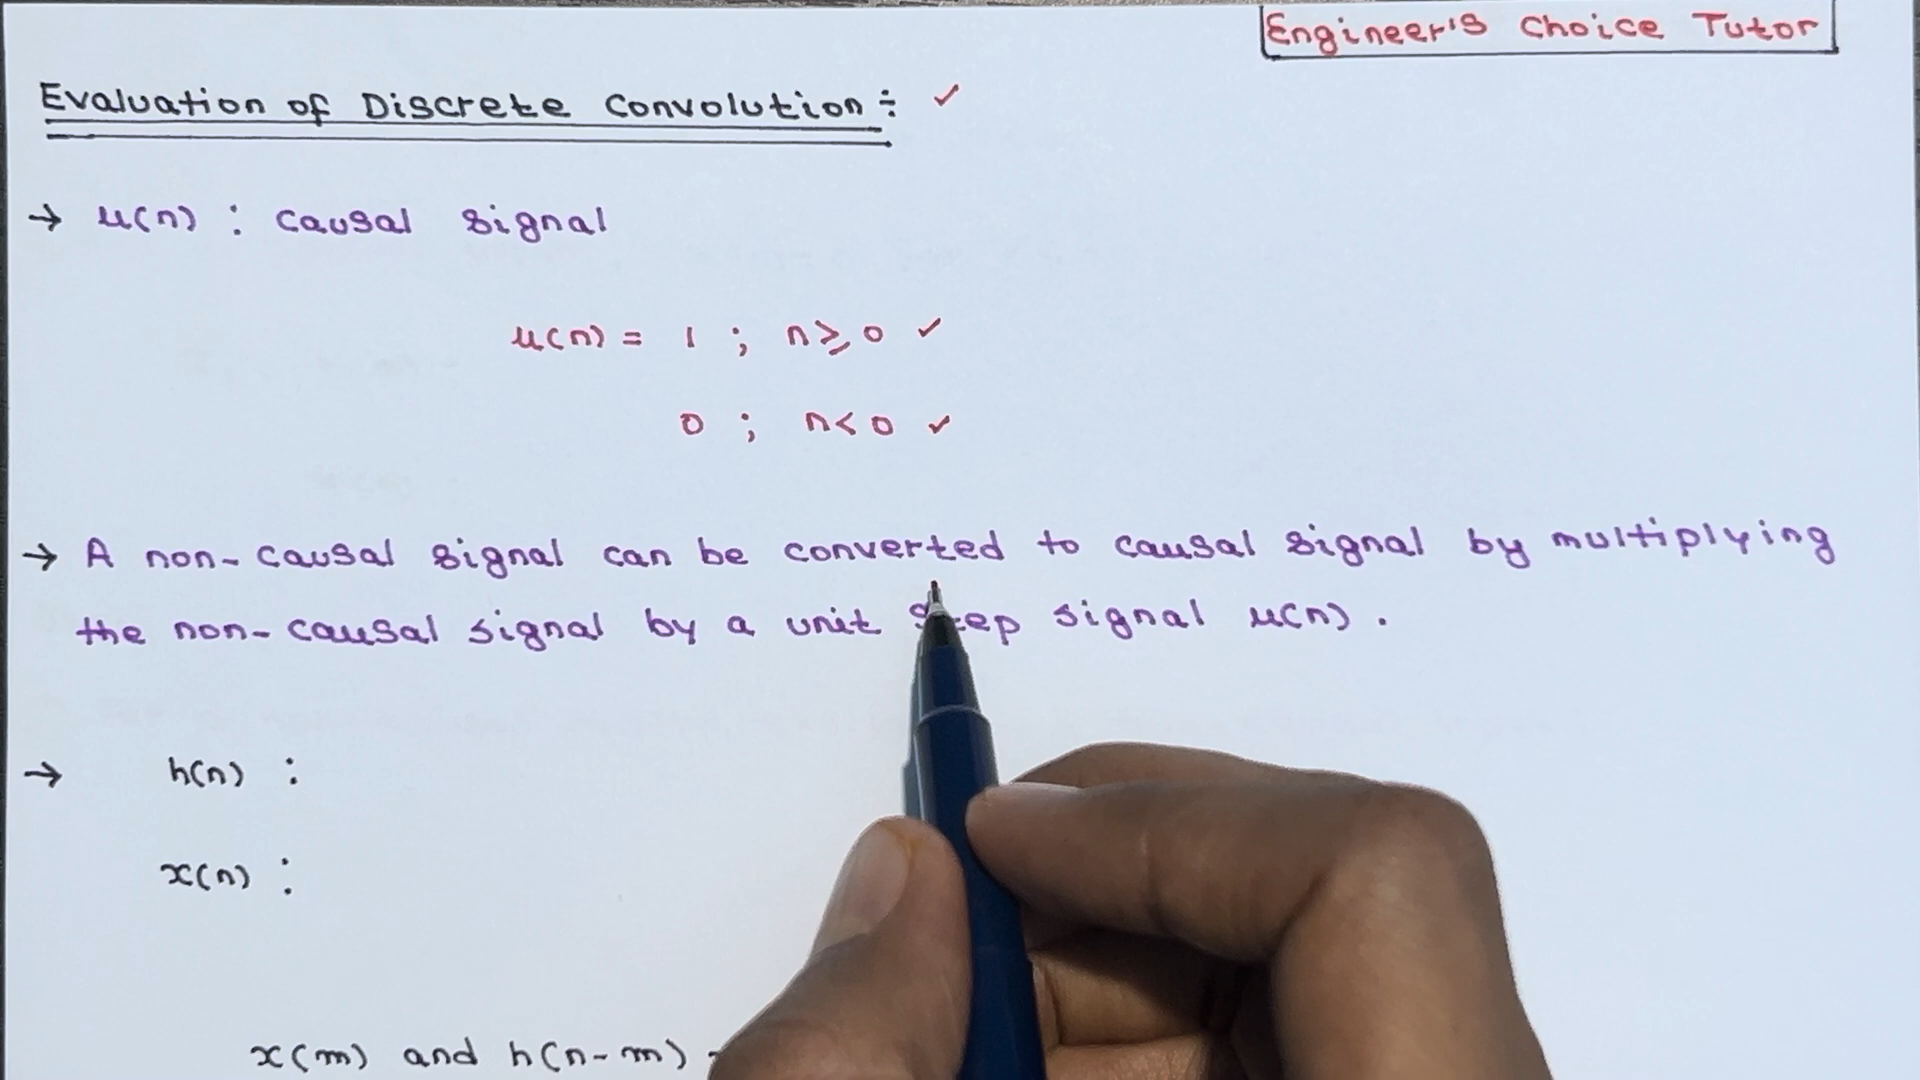 Engineer's Choice Tutor
Evaluation of Discrete Convolution ÷ ✓
→ u(n) : Causal signal
u(n) = 1 ; n ≥ 0 ✓
0 ; n < 0 ✓
→ A non-causal signal can be converted to causal signal by multiplying
the non-causal signal by a unit step signal u(n).
→ h(n) :
x(n) :
x(m) and h(n-m)